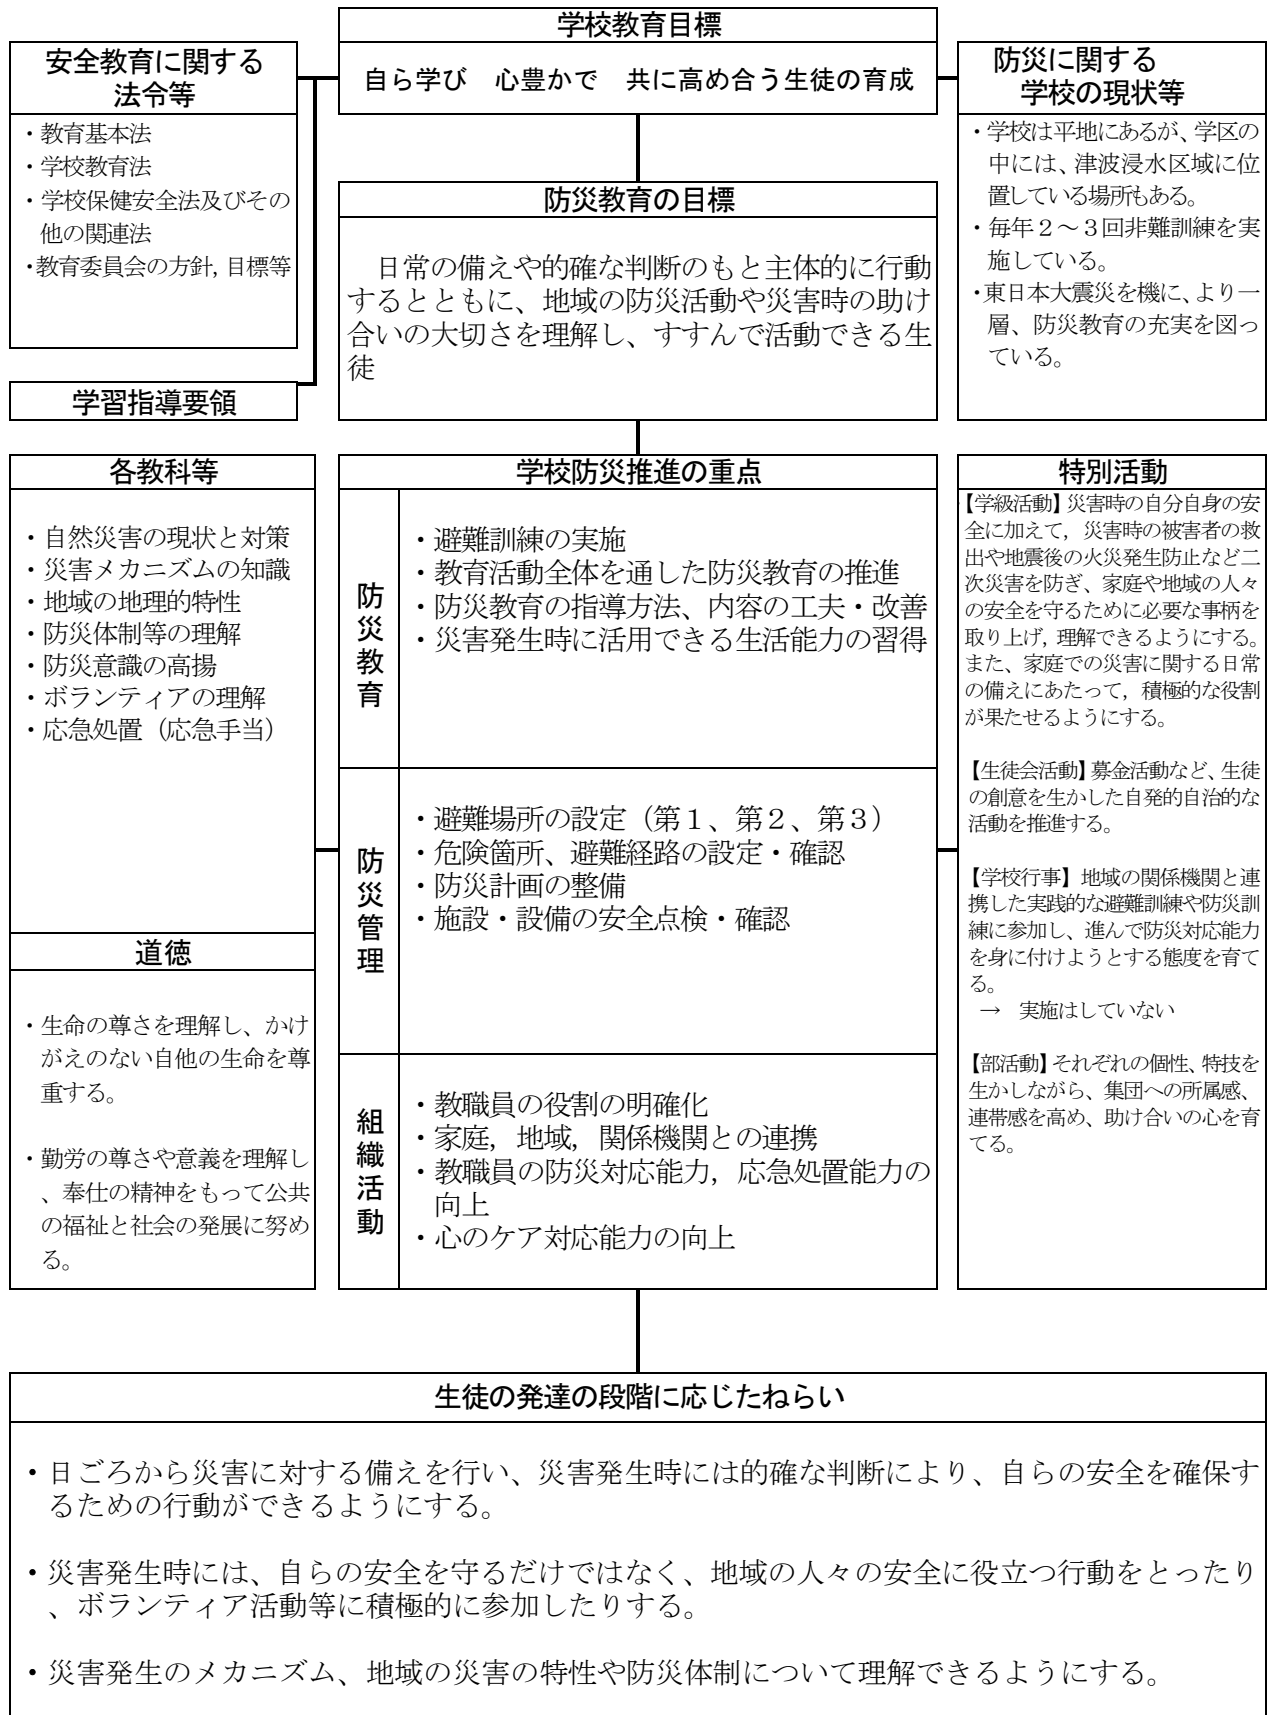 学校教育目標
自ら学び　心豊かで　共に高め合う生徒の育成
安全教育に関する
法令等
・教育基本法
・学校教育法
・学校保健安全法及びその
他の関連法
・教育委員会の方針，目標等
学習指導要領
防災に関する
学校の現状等
・学校は平地にあるが、学区の
中には、津波浸水区域に位
置している場所もある。
・毎年２～３回非難訓練を実
施している。
・東日本大震災を機に、より一
層、防災教育の充実を図っ
ている。
防災教育の目標
　日常の備えや的確な判断のもと主体的に行動
するとともに、地域の防災活動や災害時の助け
合いの大切さを理解し、すすんで活動できる生
徒
各教科等
・自然災害の現状と対策
・災害メカニズムの知識
・地域の地理的特性
・防災体制等の理解
・防災意識の高揚
・ボランティアの理解
・応急処置（応急手当）
道徳
・生命の尊さを理解し、かけ
がえのない自他の生命を尊
重する。
・勤労の尊さや意義を理解し
、奉仕の精神をもって公共
の福祉と社会の発展に努め
る。
学校防災推進の重点
防災教育
・避難訓練の実施
・教育活動全体を通した防災教育の推進
・防災教育の指導方法、内容の工夫・改善
・災害発生時に活用できる生活能力の習得
防災管理
・避難場所の設定（第１、第２、第３）
・危険箇所、避難経路の設定・確認
・防災計画の整備
・施設・設備の安全点検・確認
組織活動
・教職員の役割の明確化
・家庭，地域，関係機関との連携
・教職員の防災対応能力，応急処置能力の
向上
・心のケア対応能力の向上
特別活動
【学級活動】災害時の自分自身の安
全に加えて，災害時の被害者の救
出や地震後の火災発生防止など二
次災害を防ぎ、家庭や地域の人々
の安全を守るために必要な事柄を
取り上げ，理解できるようにする。
また、家庭での災害に関する日常
の備えにあたって，積極的な役割
が果たせるようにする。
【生徒会活動】募金活動など、生徒
の創意を生かした自発的自治的な
活動を推進する。
【学校行事】地域の関係機関と連
携した実践的な避難訓練や防災訓
練に参加し、進んで防災対応能力
を身に付けようとする態度を育て
る。
→　実施はしていない
【部活動】それぞれの個性、特技を
生かしながら、集団への所属感、
連帯感を高め、助け合いの心を育
てる。
生徒の発達の段階に応じたねらい
・日ごろから災害に対する備えを行い、災害発生時には的確な判断により、自らの安全を確保す
るための行動ができるようにする。
・災害発生時には、自らの安全を守るだけではなく、地域の人々の安全に役立つ行動をとったり
、ボランティア活動等に積極的に参加したりする。
・災害発生のメカニズム、地域の災害の特性や防災体制について理解できるようにする。